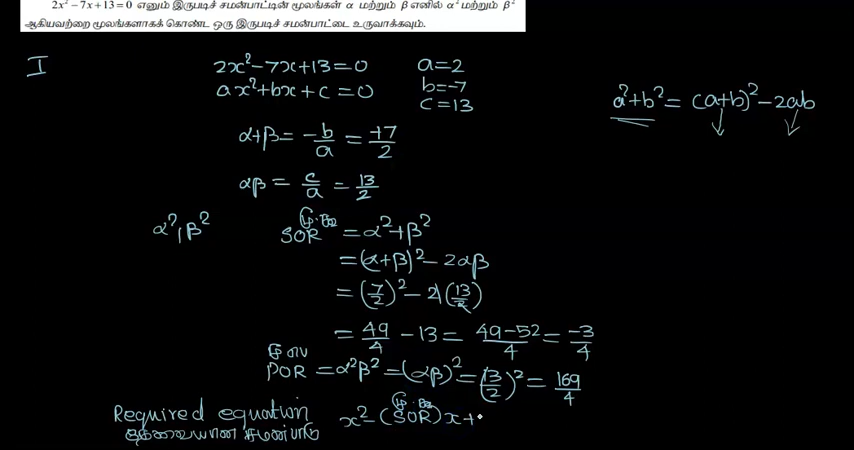 2x² – 7x + 13 = 0 எனும் இருபடிச் சமன்பாட்டின் மூலங்கள் α மற்றும் β எனில் α² மற்றும் β²
ஆகியவற்றை மூலங்களாகக் கொண்ட ஒரு இருபடிச் சமன்பாட்டை உருவாக்கவும்.
I
2x² - 7x + 13 = 0 a = 2
ax² + bx + c = 0 b = -7
c = 13
a² + b² = (a+b)² - 2ab
α+β = -b/a = +7/2
αβ = c/a = 13/2
α², β² SOR = α² + β²
= (α+β)² - 2αβ
= (7/2)² - 2(13/2)
= 49/4 - 13 = 49-52/4 = -3/4
POR = α²β² = (αβ)² = (13/2)² = 169/4
Required equation x² - (SOR)x +
தேவையான சமன்பாடு